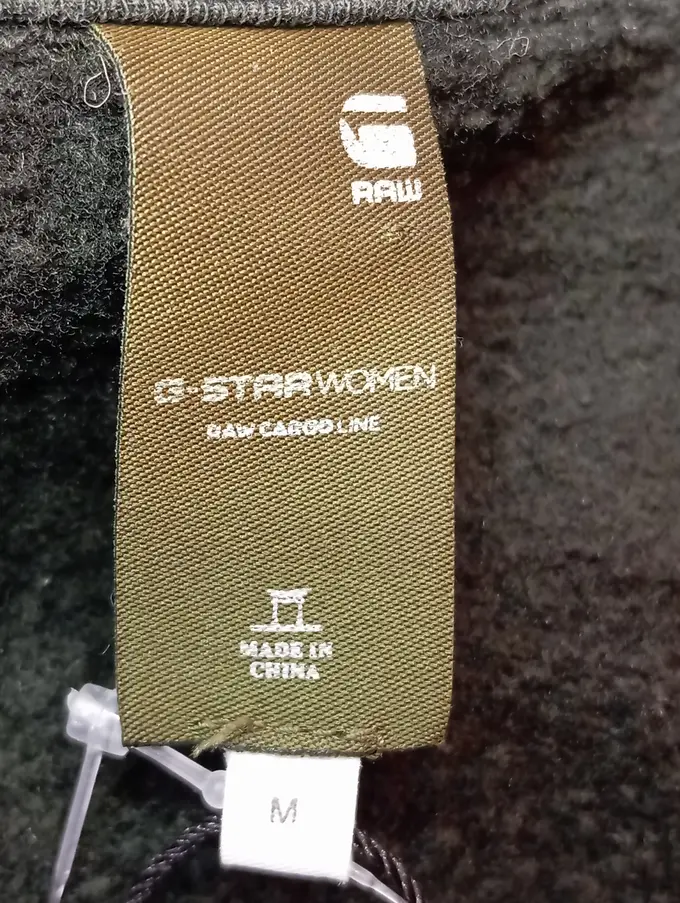 RAW
G-STAR WOMEN
RAW CARGO LINE
MADE IN
CHINA
M